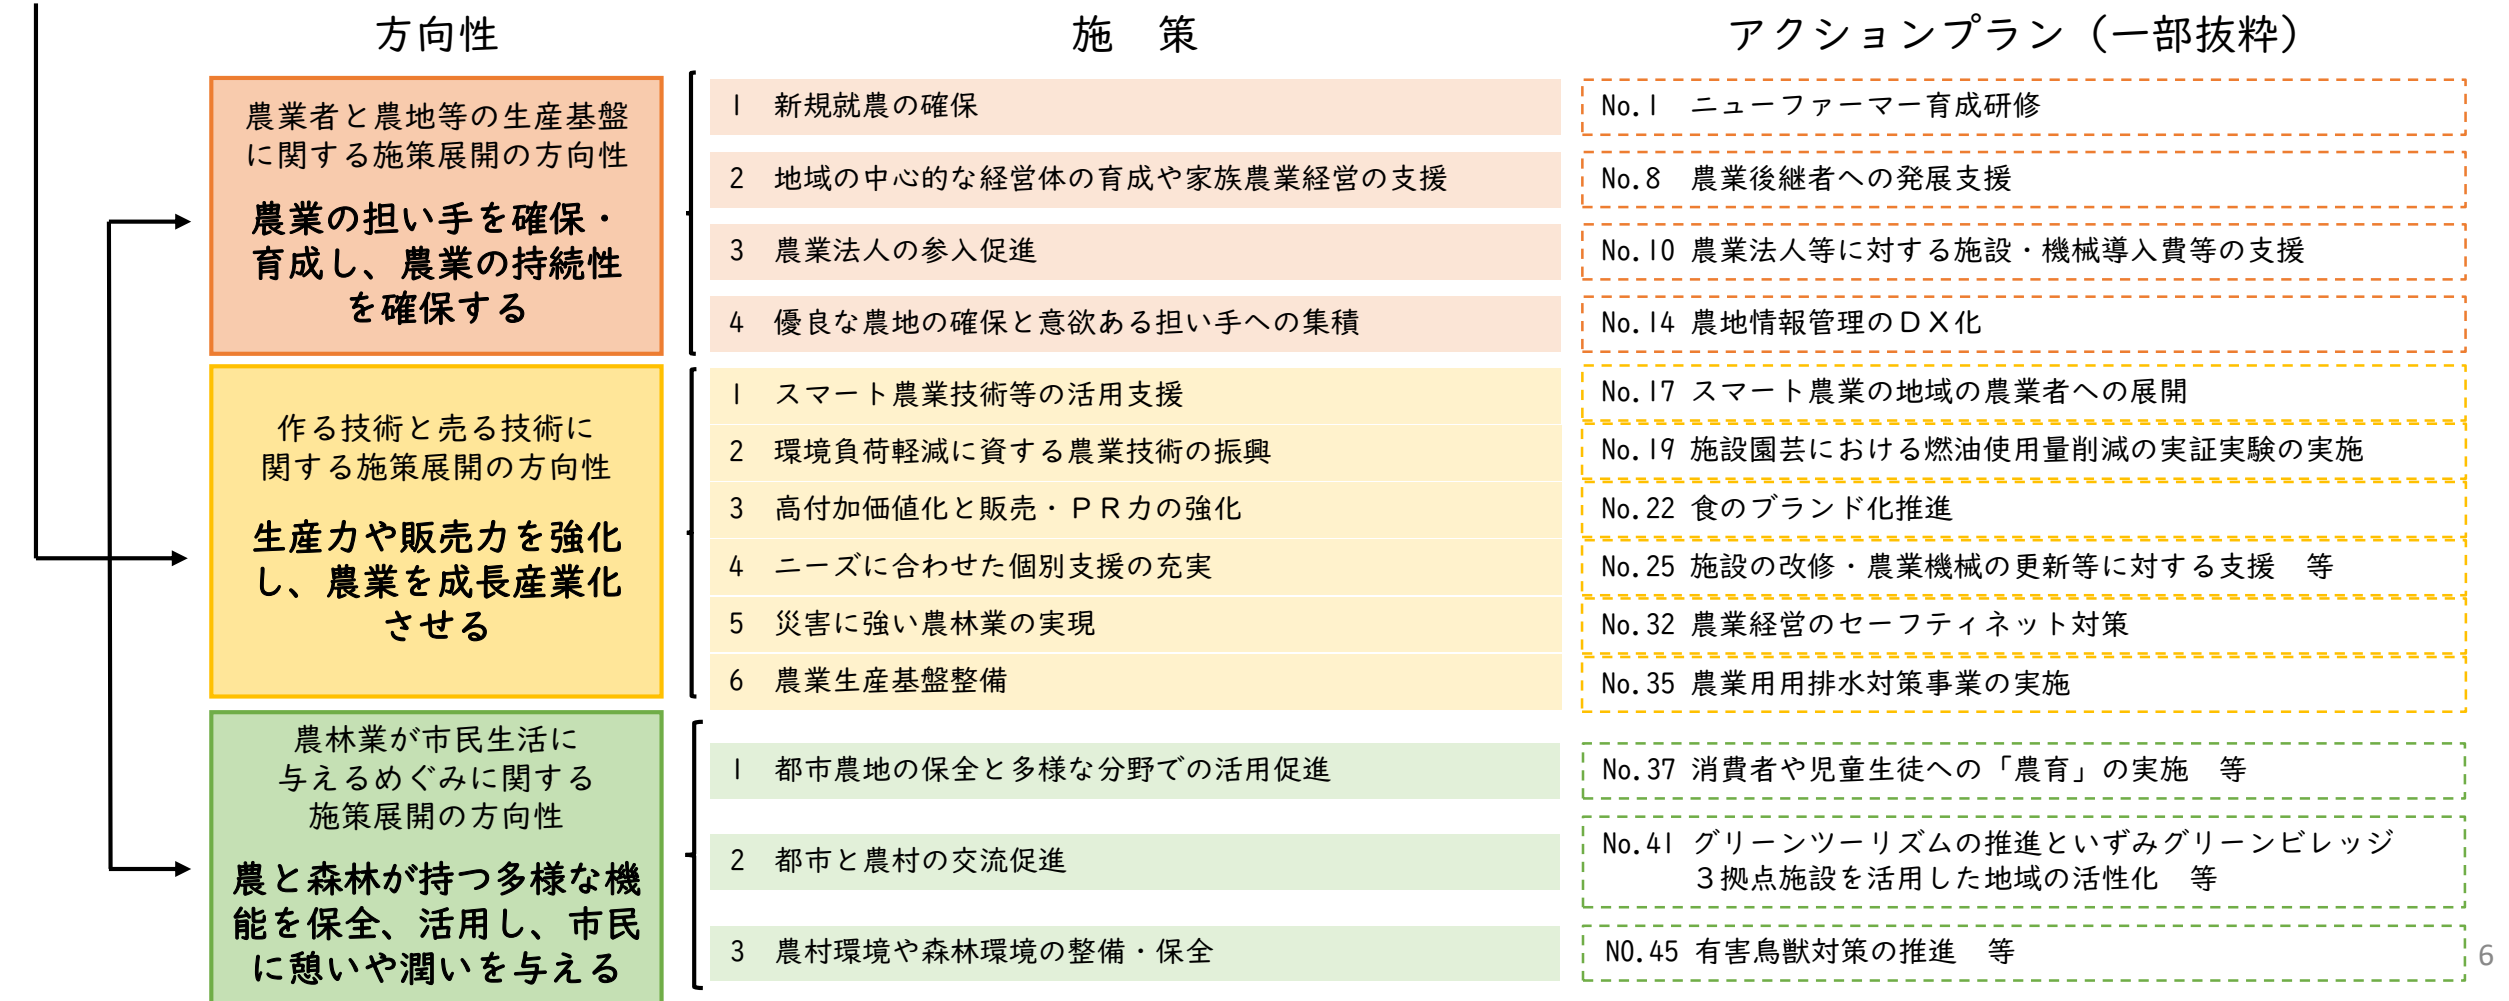 方向性
施　策
アクションプラン（一部抜粋）
農業者と農地等の生産基盤
に関する施策展開の方向性
農業の担い手を確保・
育成し、農業の持続性
を確保する
1　新規就農の確保
No.1　ニューファーマー育成研修
2　地域の中心的な経営体の育成や家族農業経営の支援
No.8　農業後継者への発展支援
3　農業法人の参入促進
No.10 農業法人等に対する施設・機械導入費等の支援
4　優良な農地の確保と意欲ある担い手への集積
No.14 農地情報管理のＤＸ化
作る技術と売る技術に
関する施策展開の方向性
生産力や販売力を強化
し、農業を成長産業化
させる
1　スマート農業技術等の活用支援
No.17 スマート農業の地域の農業者への展開
2　環境負荷軽減に資する農業技術の振興
No.19 施設園芸における燃油使用量削減の実証実験の実施
3　高付加価値化と販売・ＰＲ力の強化
No.22 食のブランド化推進
4　ニーズに合わせた個別支援の充実
No.25 施設の改修・農業機械の更新等に対する支援　等
5　災害に強い農林業の実現
No.32 農業経営のセーフティネット対策
6　農業生産基盤整備
No.35 農業用用排水対策事業の実施
農林業が市民生活に
与えるめぐみに関する
施策展開の方向性
農と森林が持つ多様な機
能を保全、活用し、市民
に憩いや潤いを与える
1　都市農地の保全と多様な分野での活用促進
No.37 消費者や児童生徒への「農育」の実施　等
2　都市と農村の交流促進
No.41 グリーンツーリズムの推進といずみグリーンビレッジ
３拠点施設を活用した地域の活性化　等
3　農村環境や森林環境の整備・保全
NO.45 有害鳥獣対策の推進　等
6